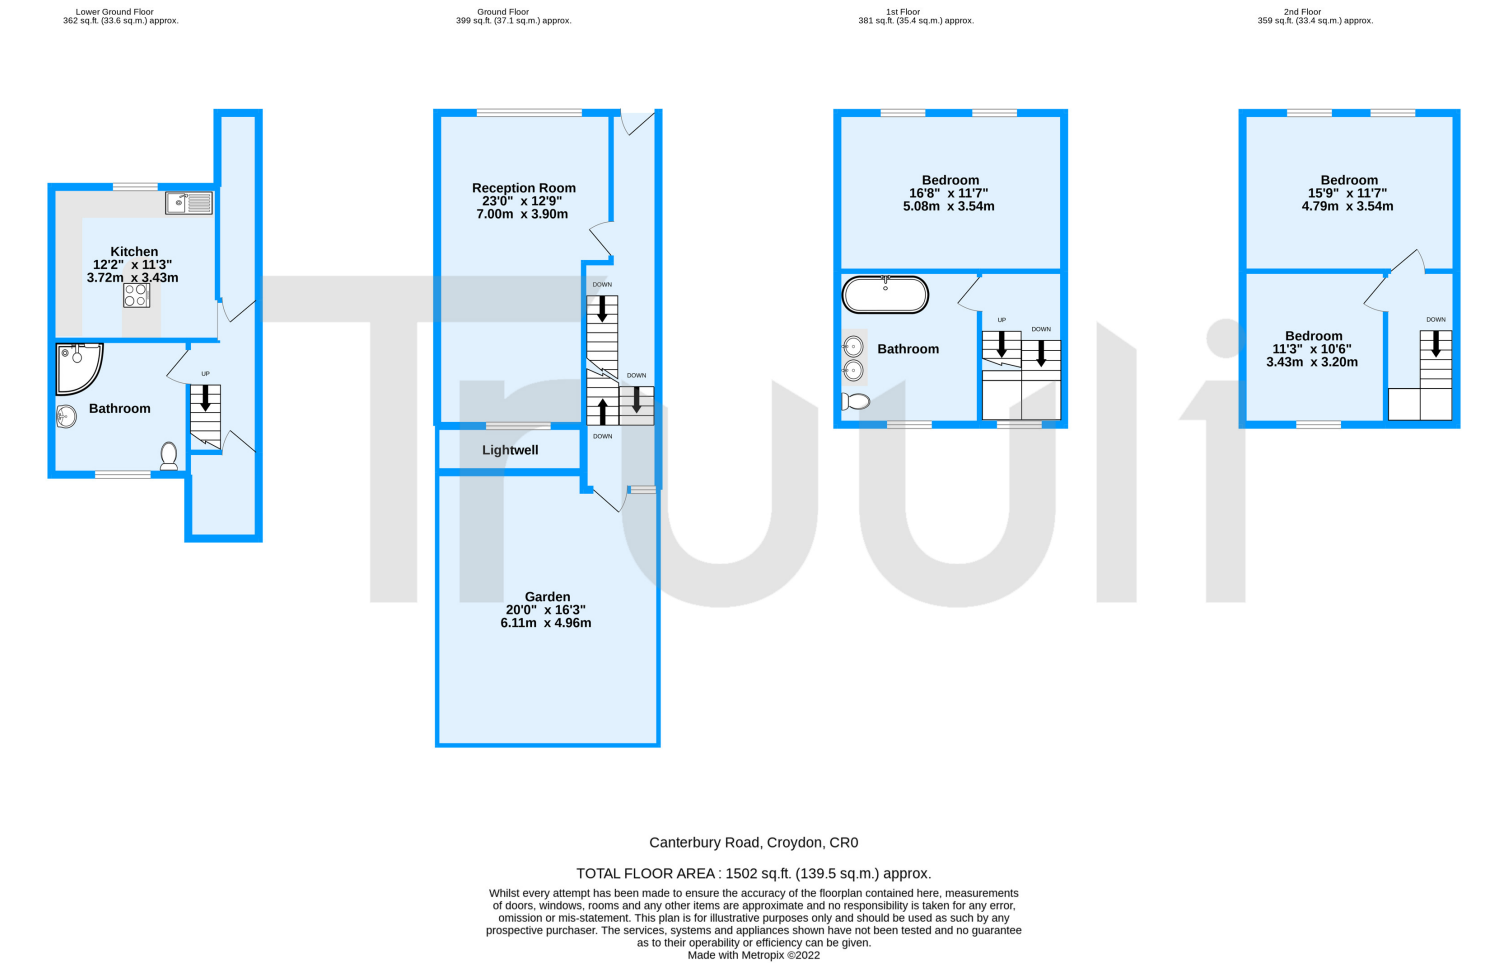 Lower Ground Floor
362 sq.ft. (33.6 sq.m.) approx.
Ground Floor
399 sq.ft. (37.1 sq.m.) approx.
1st Floor
381 sq.ft. (35.4 sq.m.) approx.
2nd Floor
359 sq.ft. (33.4 sq.m.) approx.
Kitchen
12'2" x 11'3"
3.72m x 3.43m
Bathroom
UP
Reception Room
23'0" x 12'9"
7.00m x 3.90m
DOWN
DOWN
DOWN
Lightwell
Garden
20'0" x 16'3"
6.11m x 4.96m
Bedroom
16'8" x 11'7"
5.08m x 3.54m
Bathroom
UP
DOWN
Bedroom
15'9" x 11'7"
4.79m x 3.54m
Bedroom
11'3" x 10'6"
3.43m x 3.20m
DOWN
Truuli
Canterbury Road, Croydon, CR0
TOTAL FLOOR AREA : 1502 sq.ft. (139.5 sq.m.) approx.
Whilst every attempt has been made to ensure the accuracy of the floorplan contained here, measurements
of doors, windows, rooms and any other items are approximate and no responsibility is taken for any error,
omission or mis-statement. This plan is for illustrative purposes only and should be used as such by any
prospective purchaser. The services, systems and appliances shown have not been tested and no guarantee
as to their operability or efficiency can be given.
Made with Metropix ©2022